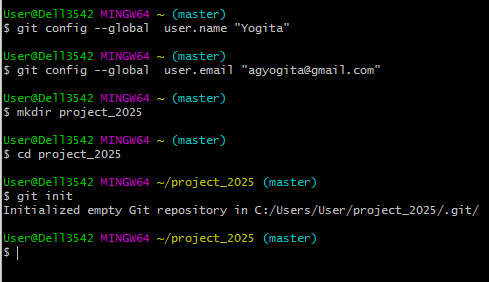 User@Dell3542 MINGW64 ~ (master)
$ git config --global  user.name "Yogita"
User@Dell3542 MINGW64 ~ (master)
$ git config --global  user.email "agyogita@gmail.com"
User@Dell3542 MINGW64 ~ (master)
$ mkdir project_2025
User@Dell3542 MINGW64 ~ (master)
$ cd project_2025
User@Dell3542 MINGW64 ~/project_2025 (master)
$ git init
Initialized empty Git repository in C:/Users/User/project_2025/.git/
User@Dell3542 MINGW64 ~/project_2025 (master)
$